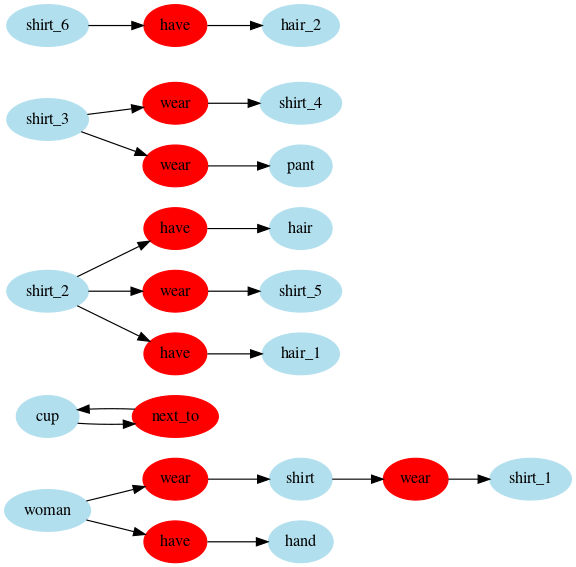 shirt_6 have hair_2
shirt_3 wear shirt_4
wear pant
have hair
shirt_2 wear shirt_5
have hair_1
cup next_to
woman wear shirt wear shirt_1
have hand